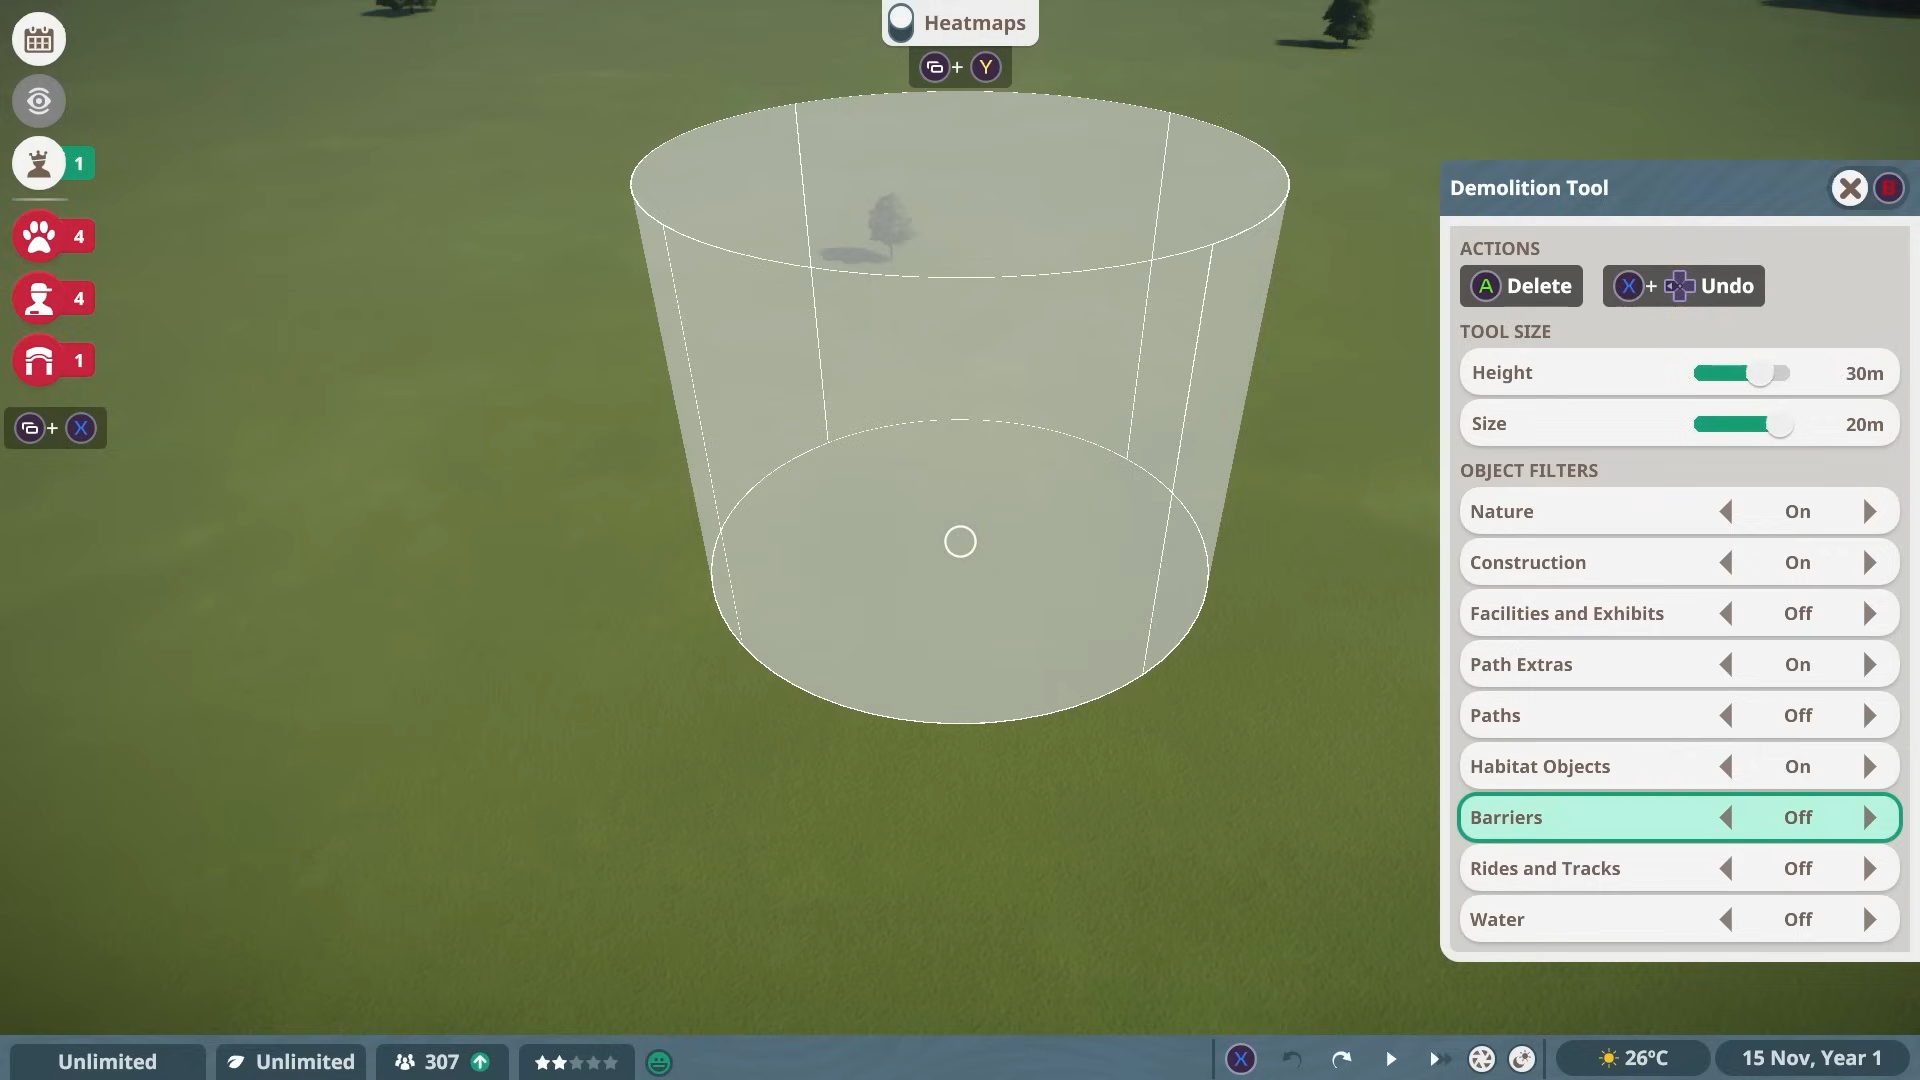 Heatmaps
+ Y
1
4
4
1
+ X
Demolition Tool
B
ACTIONS
A Delete X + Undo
TOOL SIZE
Height 30m
Size 20m
OBJECT FILTERS
Nature On
Construction On
Facilities and Exhibits Off
Path Extras On
Paths Off
Habitat Objects On
Barriers Off
Rides and Tracks Off
Water Off
Unlimited Unlimited 307 X 26°C 15 Nov, Year 1